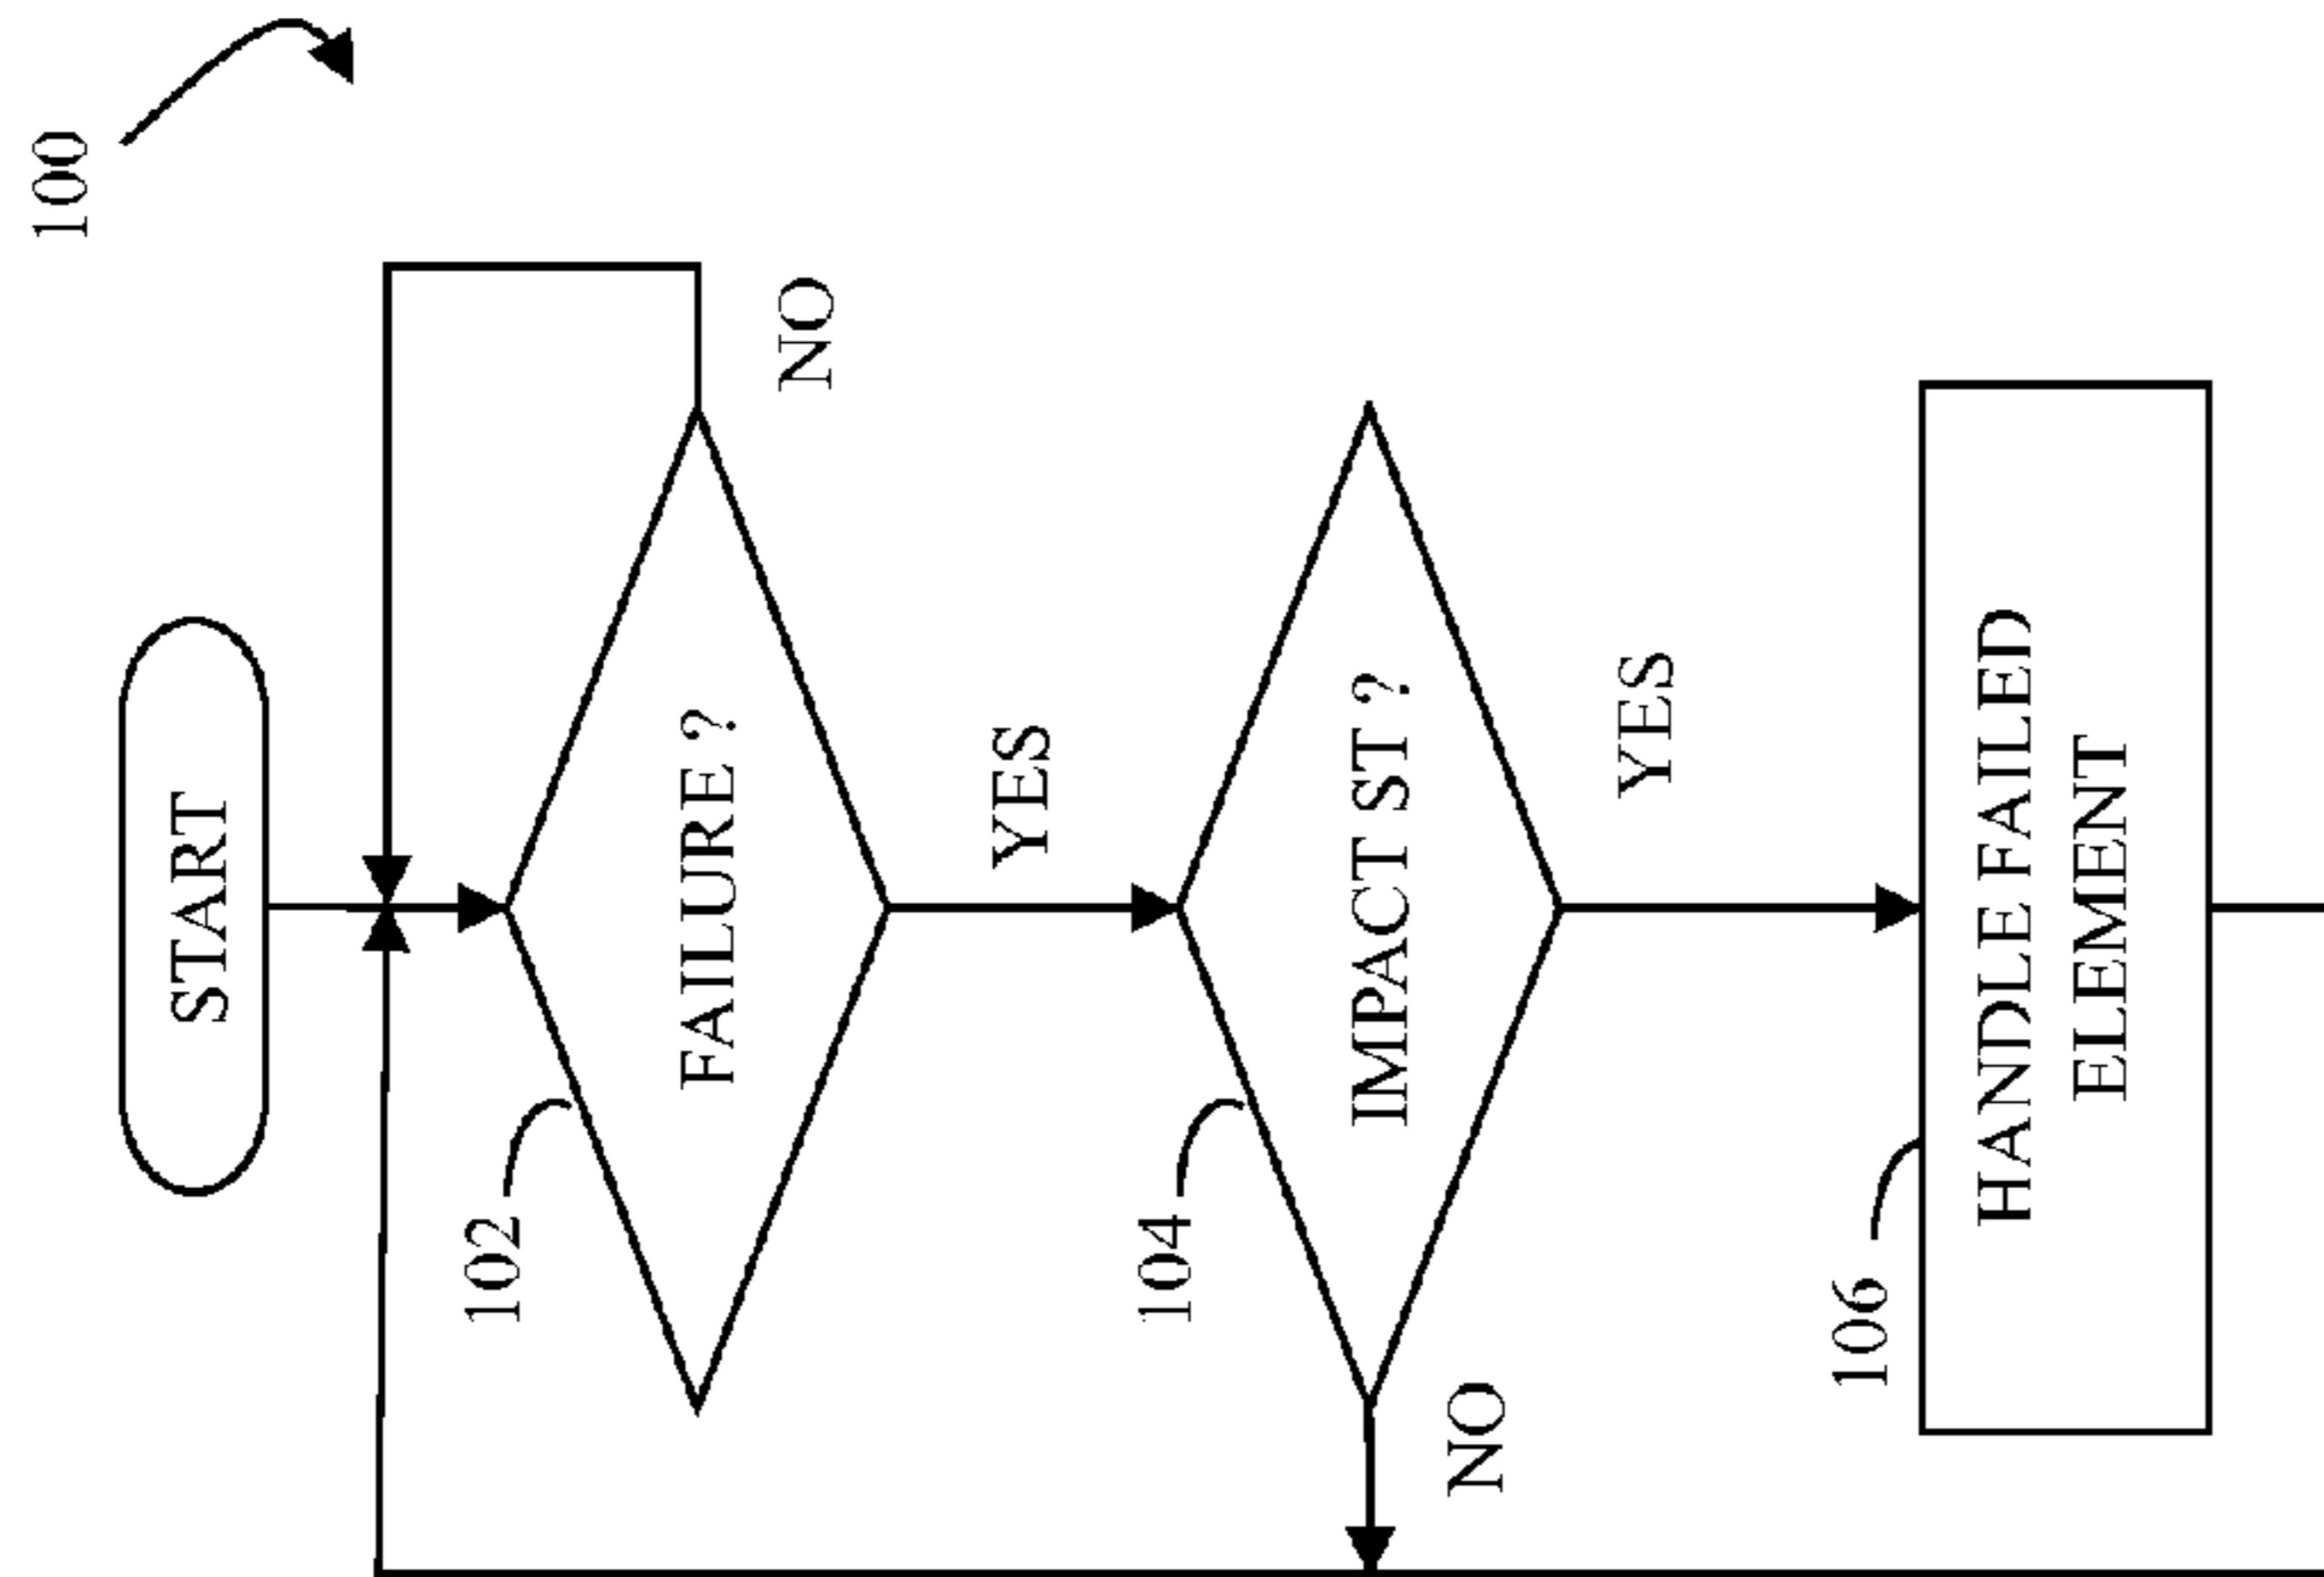 100
START
FAILURE ?
NO
102
YES
IMPACT ST ?
104
NO
YES
106
HANDLE FAILED
ELEMENT